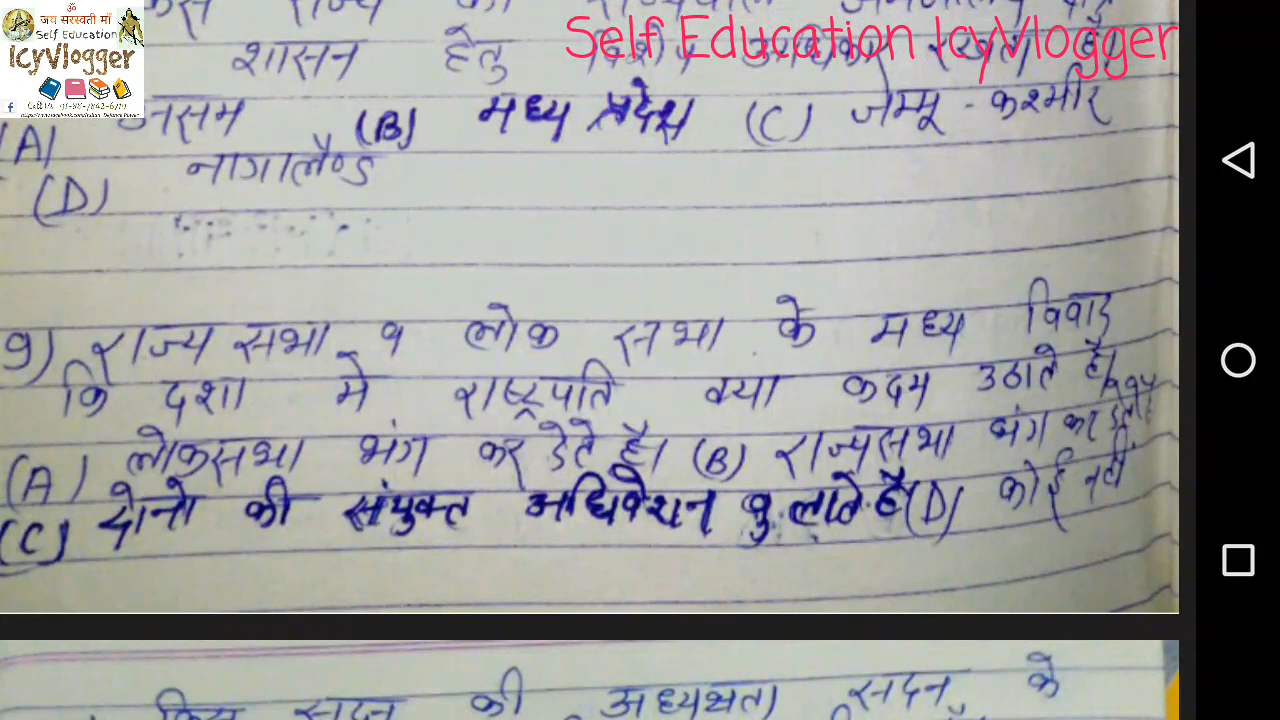 जय सरस्वती माँ
Self Education
IcyVlogger
Self Education IcyVlogger
राज्य
शासन हेतु
(A) असम (B) मध्य प्रदेश (C) जम्मू - कश्मीर
(D) नागालैण्ड
9) राज्य सभा व लोक सभा के मध्य विवाद
कि दशा मे राष्ट्रपति क्या कदम उठाते है।
(A) लोकसभा भंग कर देते है। (B) राज्यसभा भंग कर देते है
(C) दोनो की संयुक्त अधिवेशन बुलाते है (D) कोई नही
सदन की अध्यक्षता सदन के